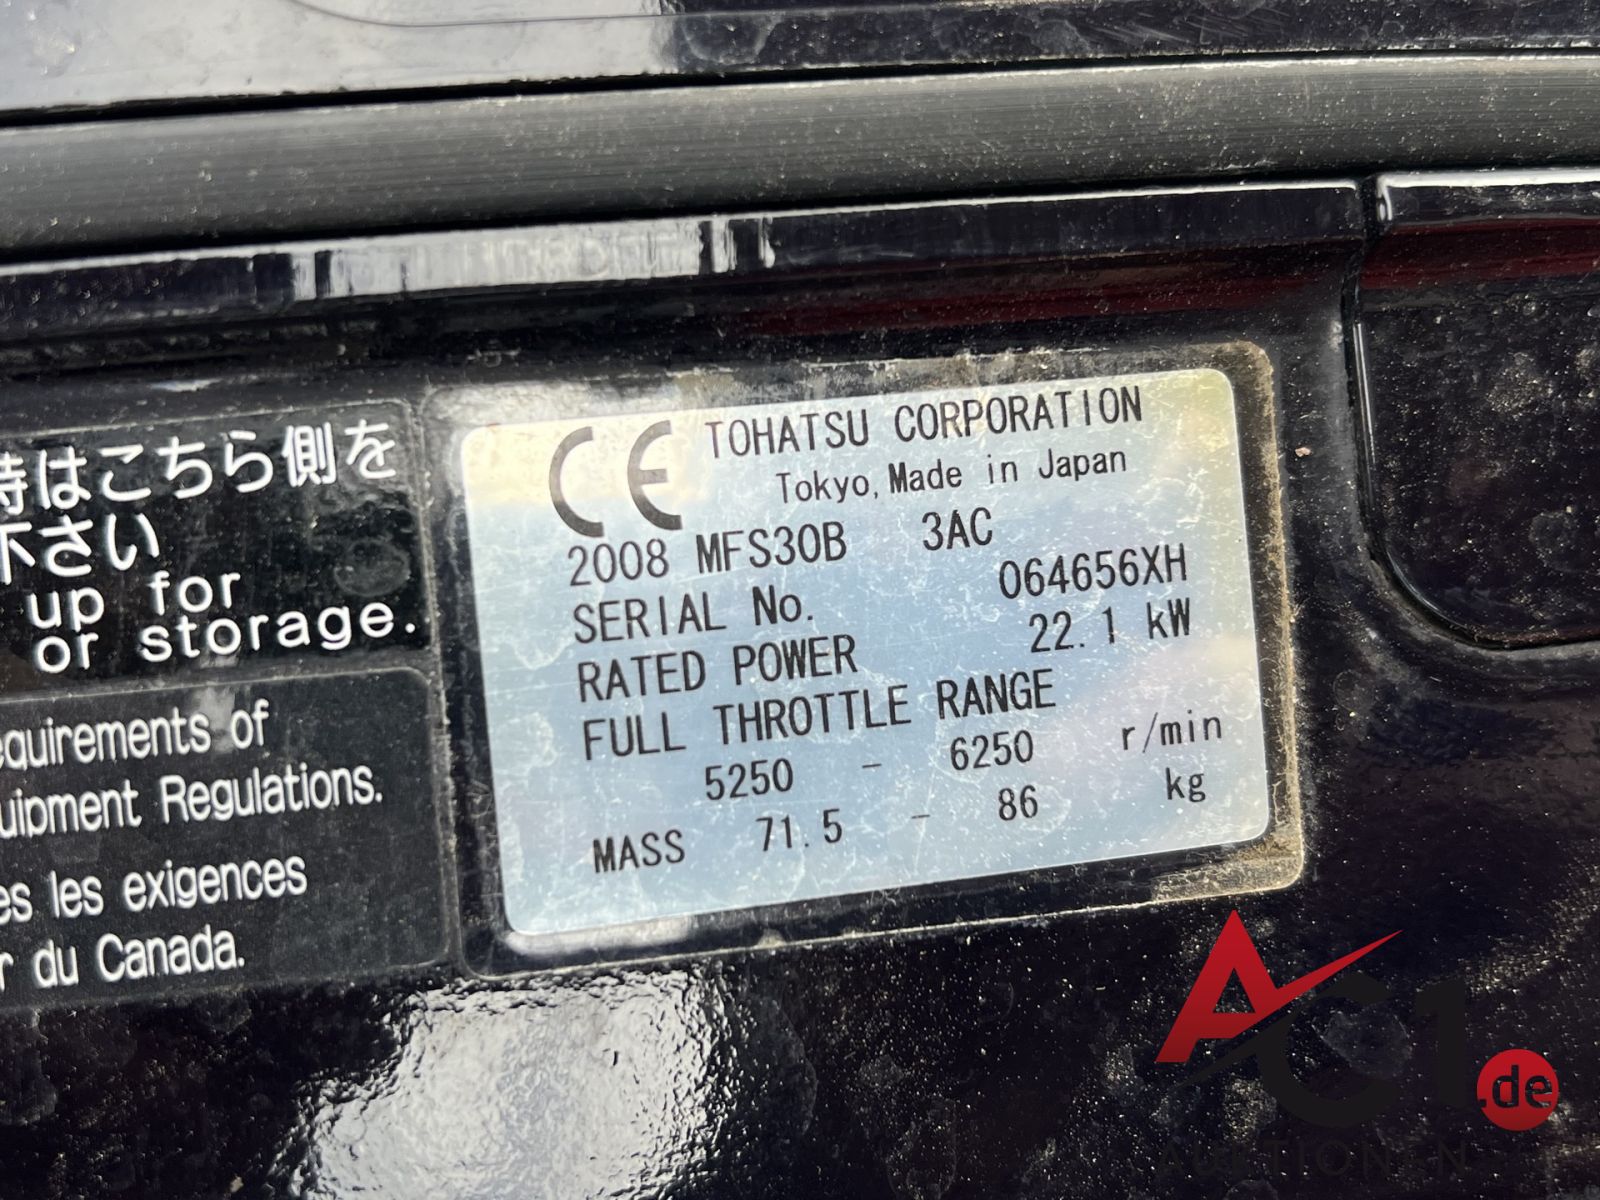 時はこちら側を
下さい
up for
or storage.
equirements of
uipment Regulations.
es les exigences
r du Canada.
CE TOHATSU CORPORATION
Tokyo, Made in Japan
2008 MFS30B 3AC
SERIAL No. 064656XH
RATED POWER 22.1 kW
FULL THROTTLE RANGE
5250 - 6250 r/min
MASS 71.5 - 86 kg
AC1.de
AUKTIONEN